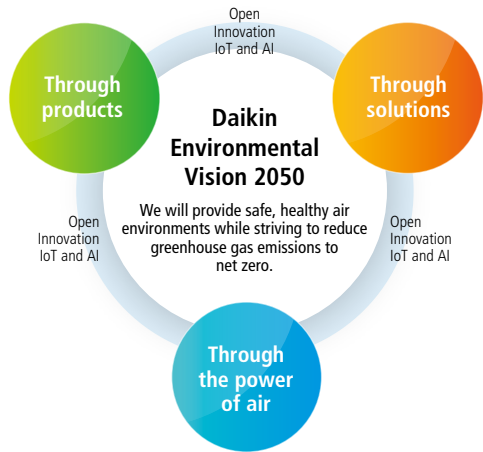 Open
Innovation
IoT and AI
Through
products
Through
solutions
Daikin
Environmental
Vision 2050
We will provide safe, healthy air
environments while striving to reduce
greenhouse gas emissions to
net zero.
Open
Innovation
IoT and AI
Open
Innovation
IoT and AI
Through
the power
of air